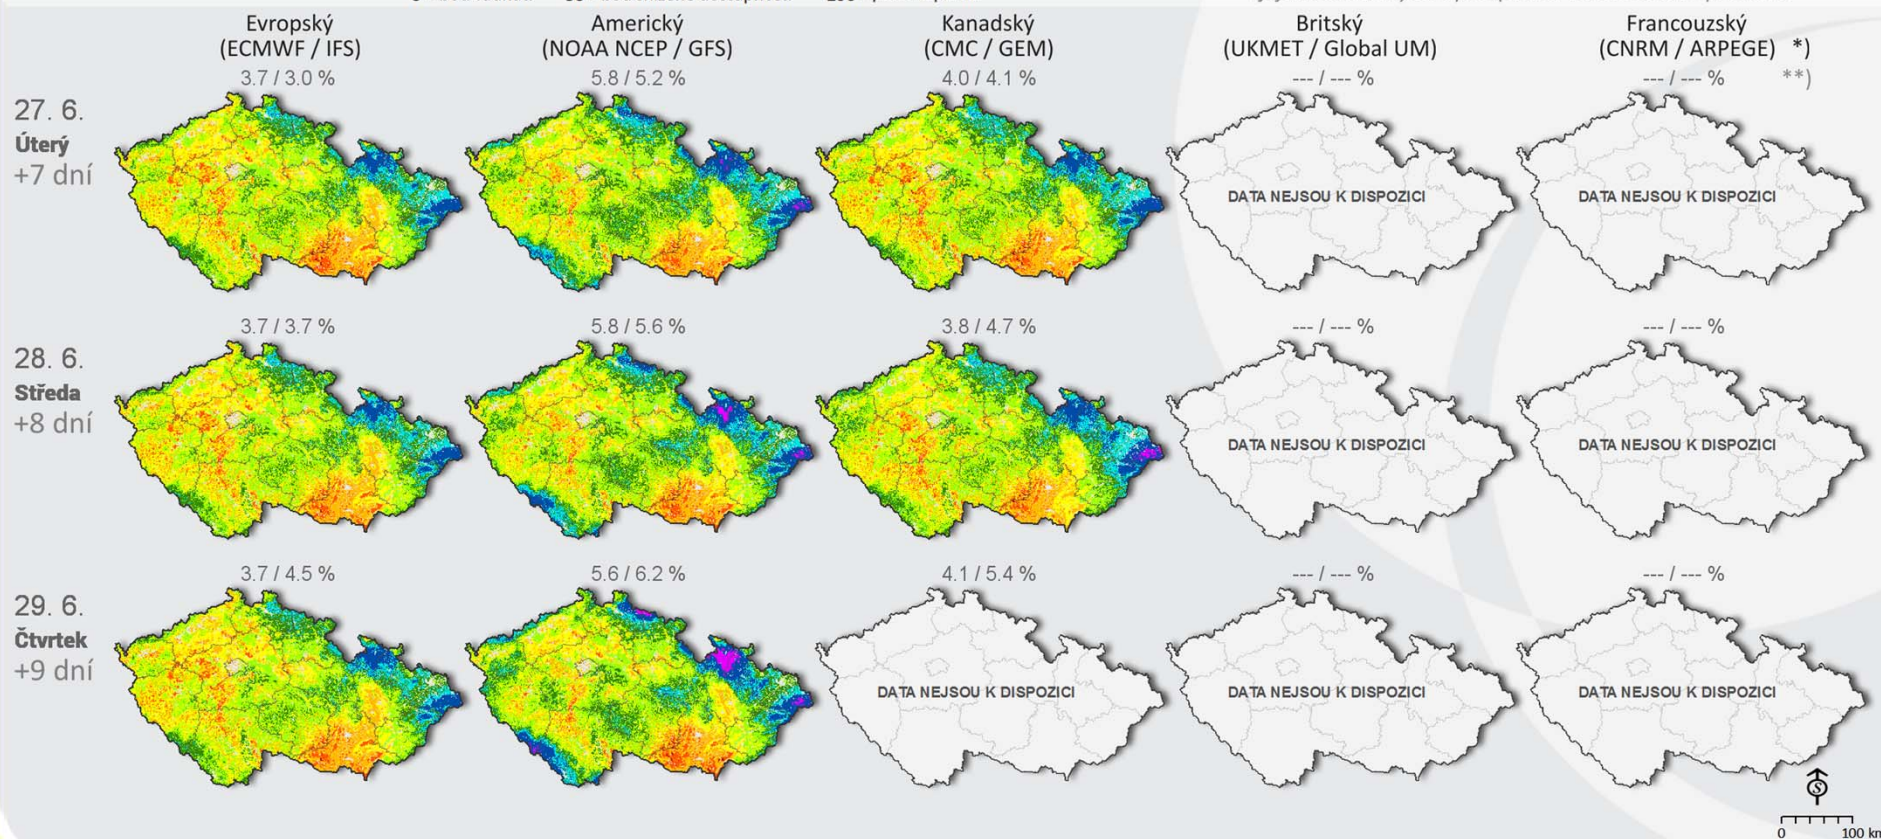 Evropský
(ECMWF / IFS)
Americký
(NOAA NCEP / GFS)
Kanadský
(CMC / GEM)
Britský
(UKMET / Global UM)
Francouzský
(CNRM / ARPEGE) *)
3.7 / 3.0 %
5.8 / 5.2 %
4.0 / 4.1 %
--- / --- %
--- / --- % **)
27. 6.
Úterý
+7 dní
DATA NEJSOU K DISPOZICI
DATA NEJSOU K DISPOZICI
3.7 / 3.7 %
5.8 / 5.6 %
3.8 / 4.7 %
--- / --- %
--- / --- %
28. 6.
Středa
+8 dní
DATA NEJSOU K DISPOZICI
DATA NEJSOU K DISPOZICI
3.7 / 4.5 %
5.6 / 6.2 %
4.1 / 5.4 %
--- / --- %
--- / --- %
29. 6.
Čtvrtek
+9 dní
DATA NEJSOU K DISPOZICI
DATA NEJSOU K DISPOZICI
DATA NEJSOU K DISPOZICI
S
0 100 km